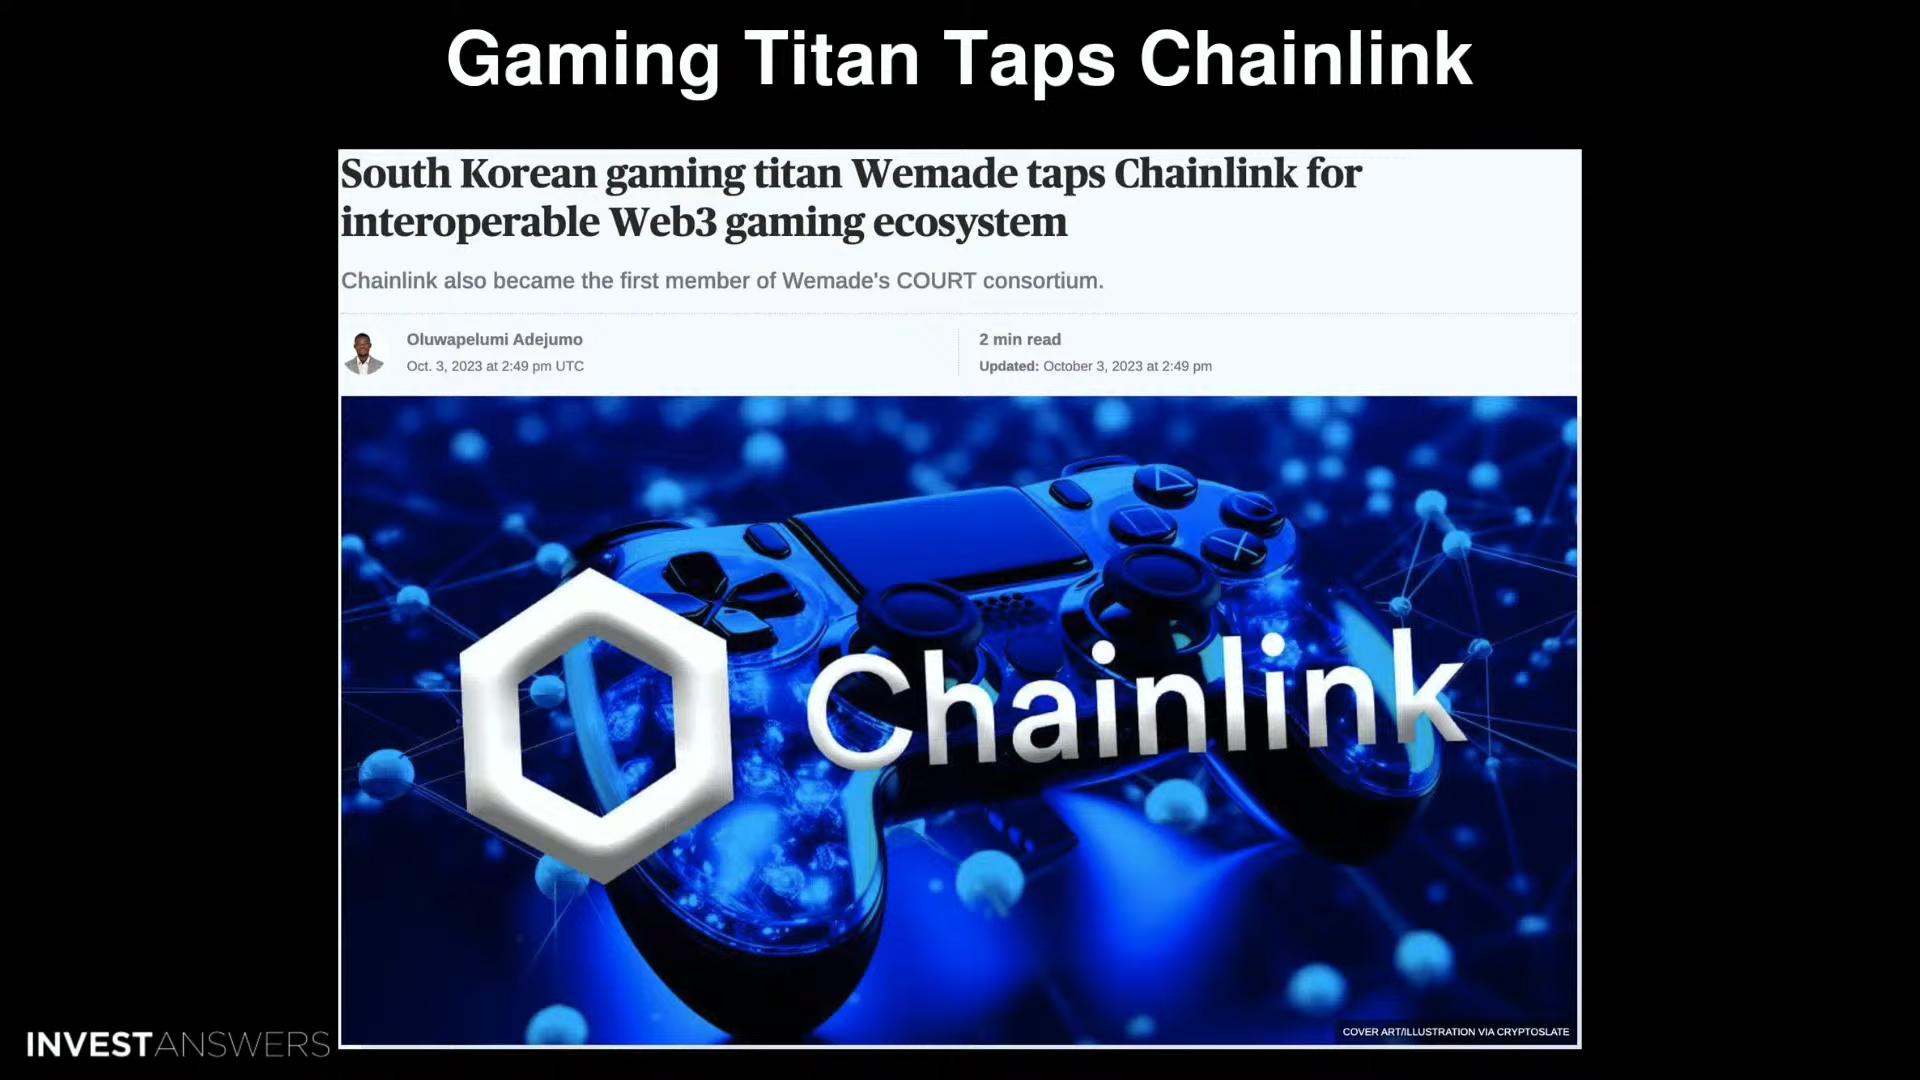 Gaming Titan Taps Chainlink
South Korean gaming titan Wemade taps Chainlink for
interoperable Web3 gaming ecosystem
Chainlink also became the first member of Wemade's COURT consortium.
Oluwapelumi Adejumo
Oct. 3, 2023 at 2:49 pm UTC
2 min read
Updated: October 3, 2023 at 2:49 pm
Chainlink
COVER ART/ILLUSTRATION VIA CRYPTOSLATE
INVESTANSWERS